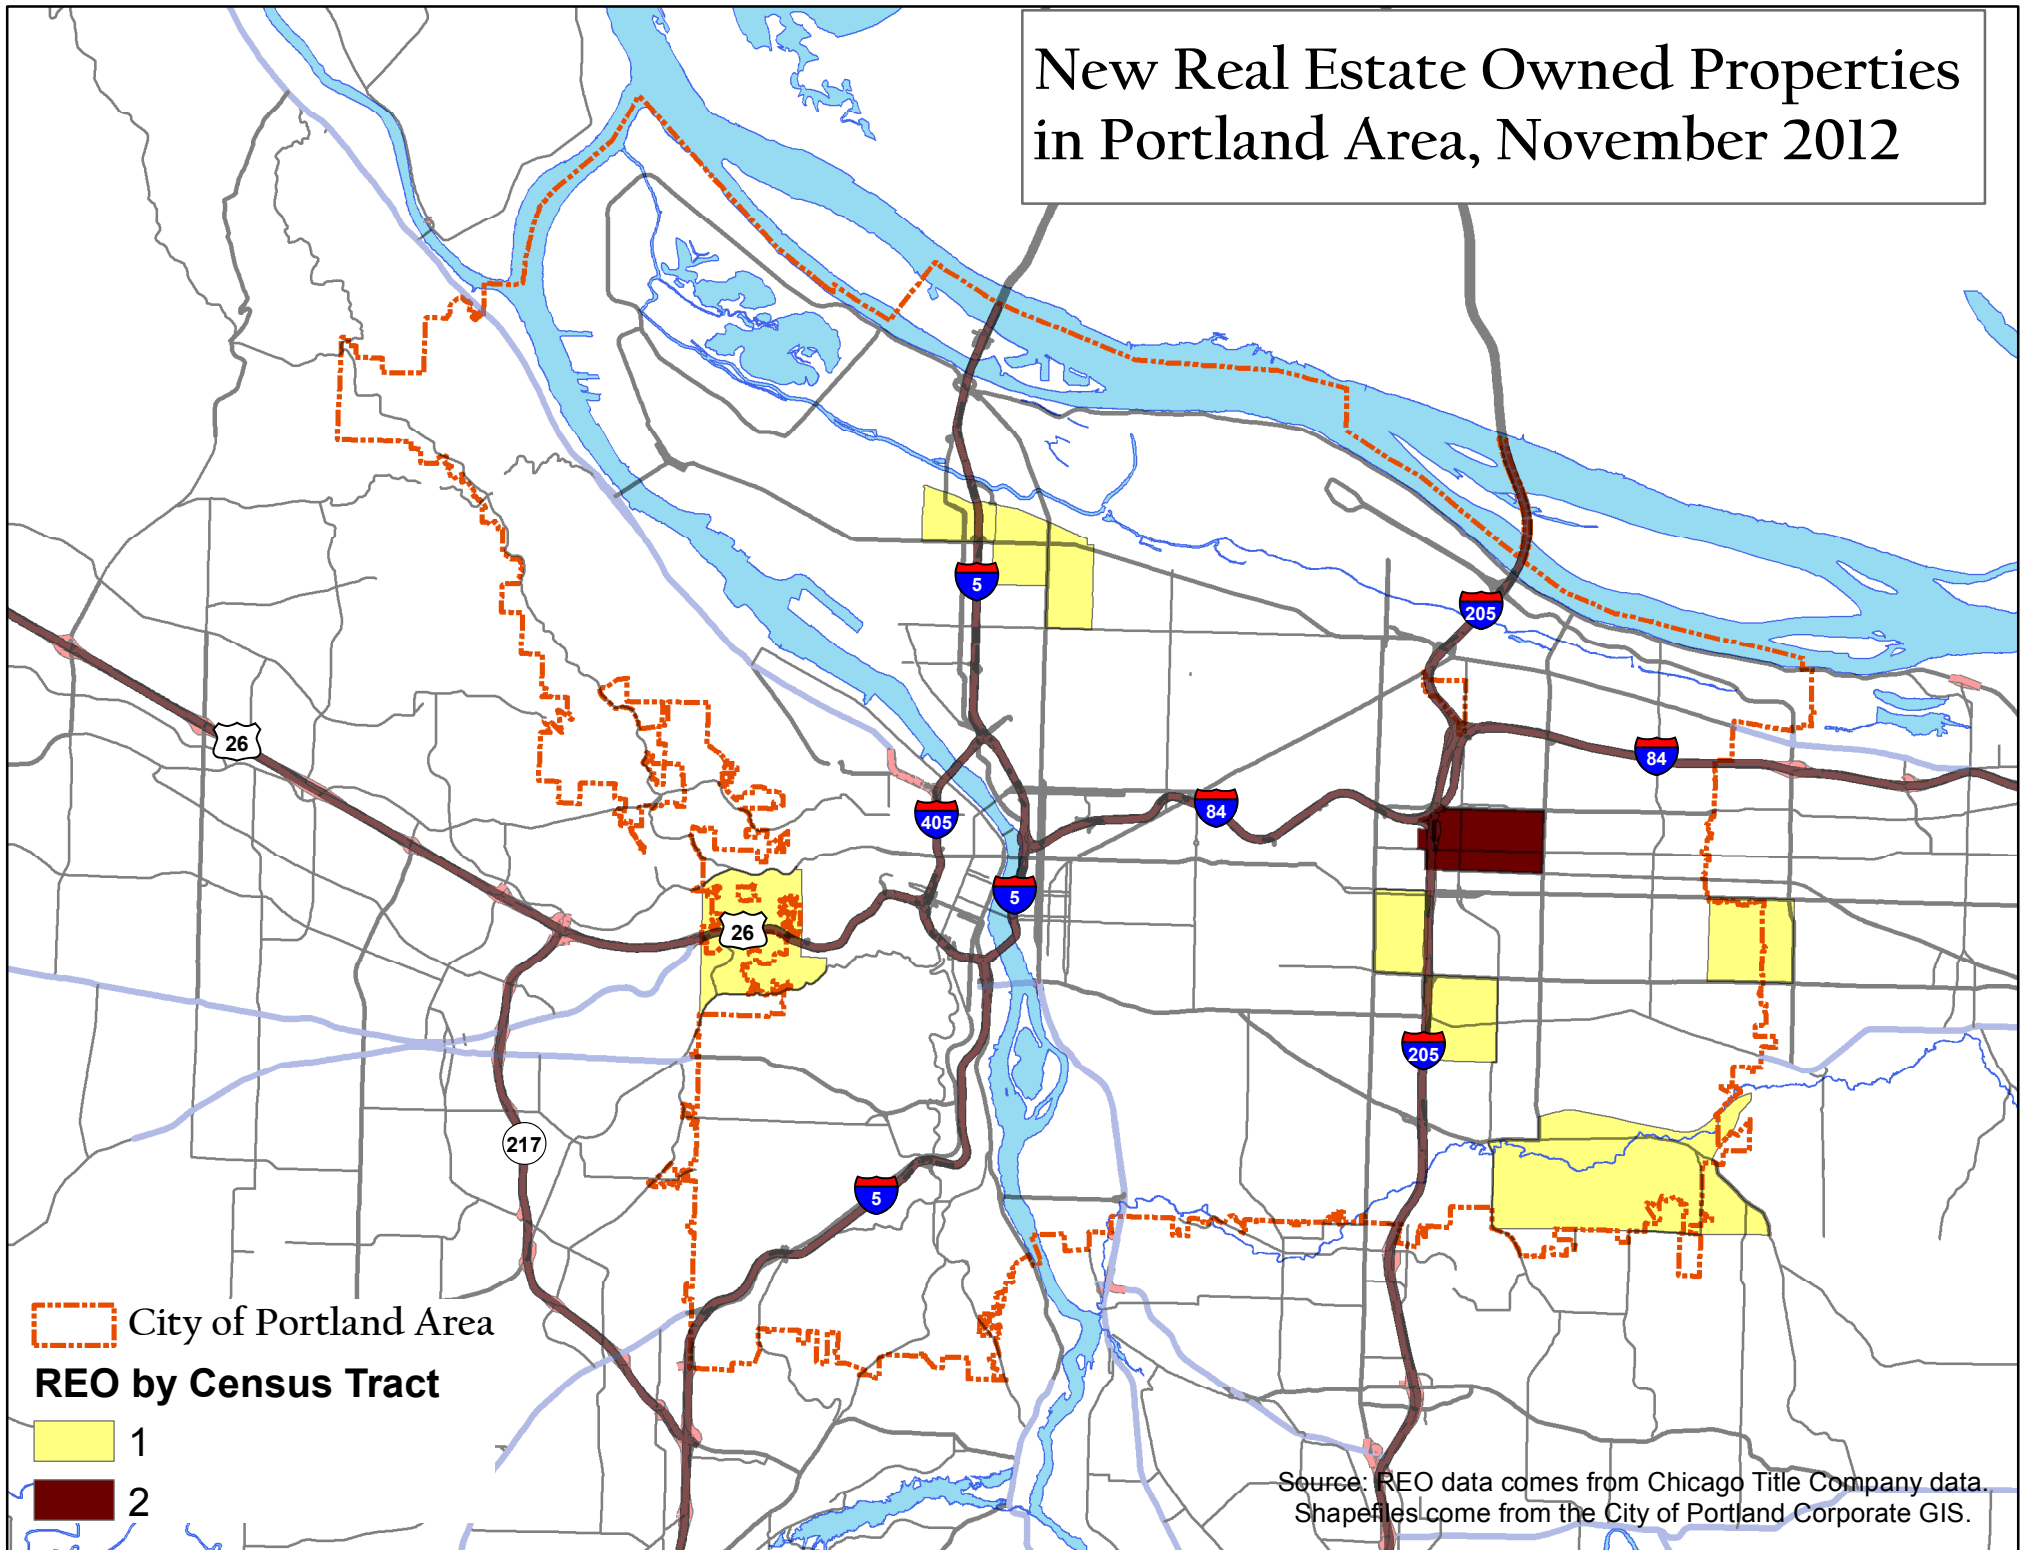 New Real Estate Owned Properties
in Portland Area, November 2012
5
205
26
84
84
405
5
26
205
217
5
City of Portland Area
REO by Census Tract
1
2
Source: REO data comes from Chicago Title Company data.
Shapefiles come from the City of Portland Corporate GIS.